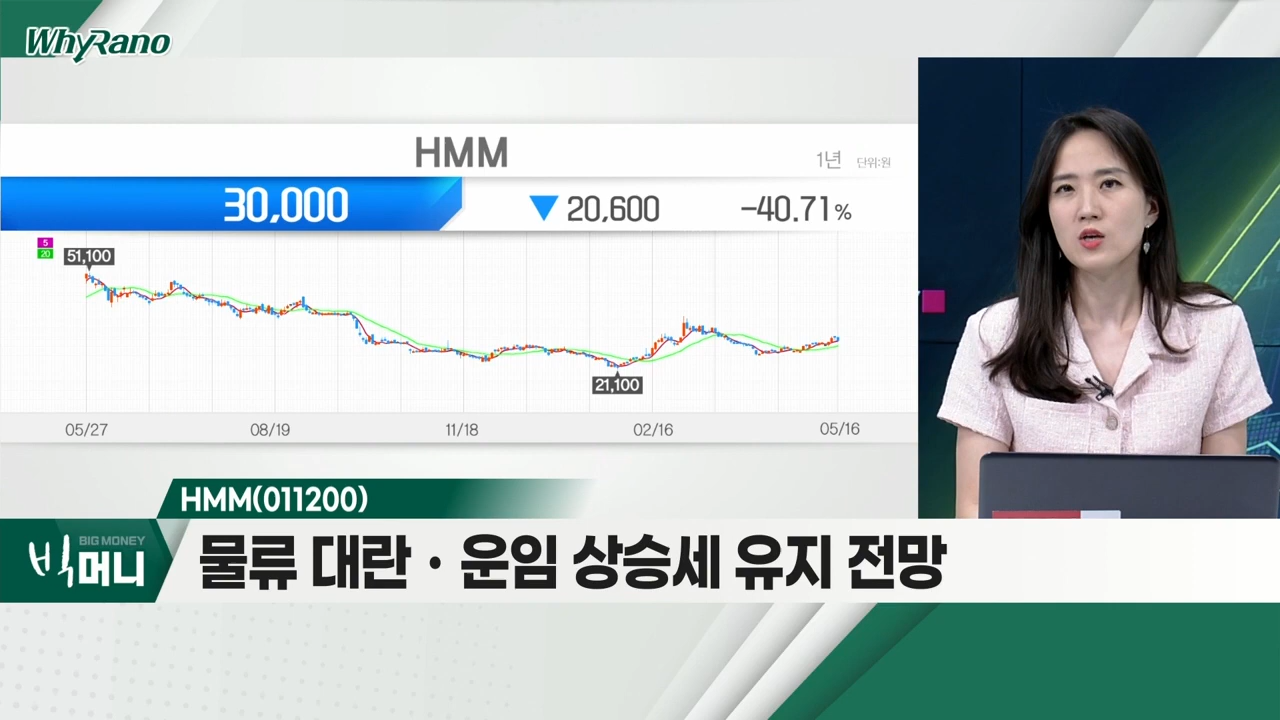 WhyRano
HMM
1년 단위:원
30,000 ▼ 20,600 -40.71%
5
20
51,100
21,100
05/27 08/19 11/18 02/16 05/16
HMM(011200)
BIG MONEY
빅머니
물류 대란·운임 상승세 유지 전망